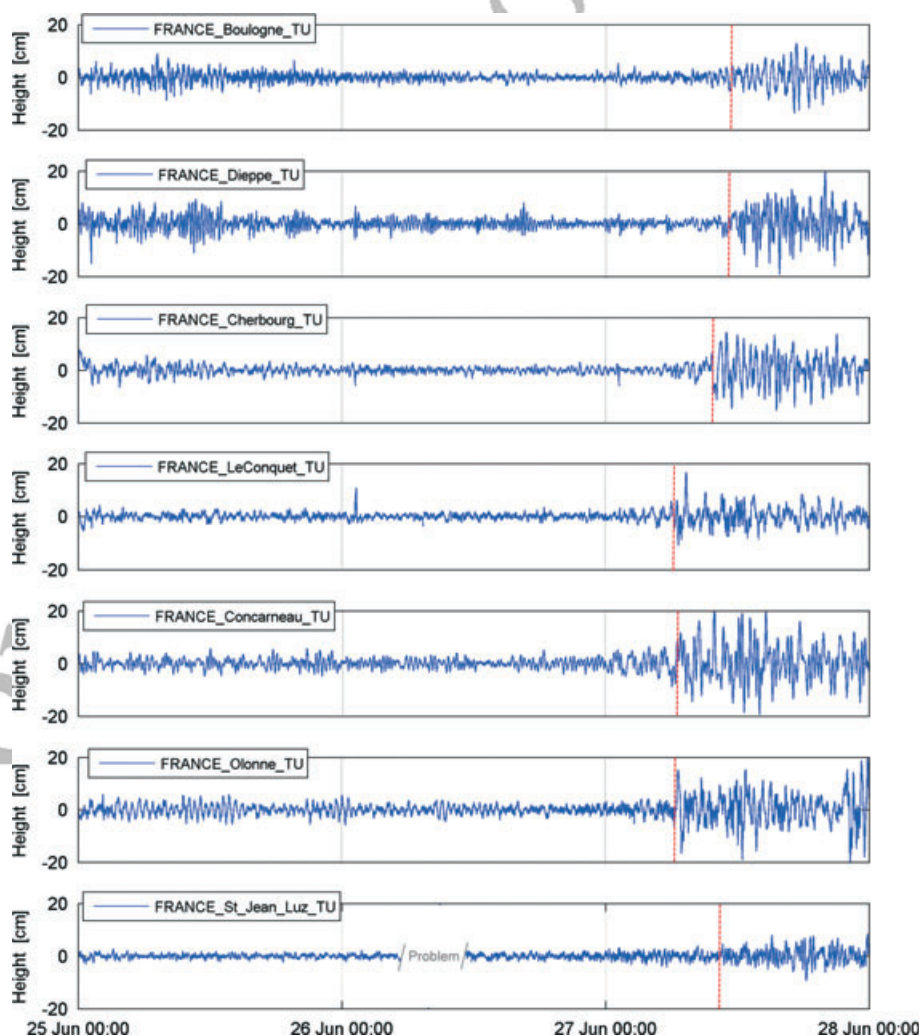 FRANCE_Boulogne_TU
20
0
-20
Height [cm]
FRANCE_Dieppe_TU
20
0
-20
Height [cm]
FRANCE_Cherbourg_TU
20
0
-20
Height [cm]
FRANCE_LeConquet_TU
20
0
-20
Height [cm]
FRANCE_Concarneau_TU
20
0
-20
Height [cm]
FRANCE_Olonne_TU
20
0
-20
Height [cm]
FRANCE_St_Jean_Luz_TU
20
0
-20
Height [cm]
Problem
25 Jun 00:00 26 Jun 00:00 27 Jun 00:00 28 Jun 00:00